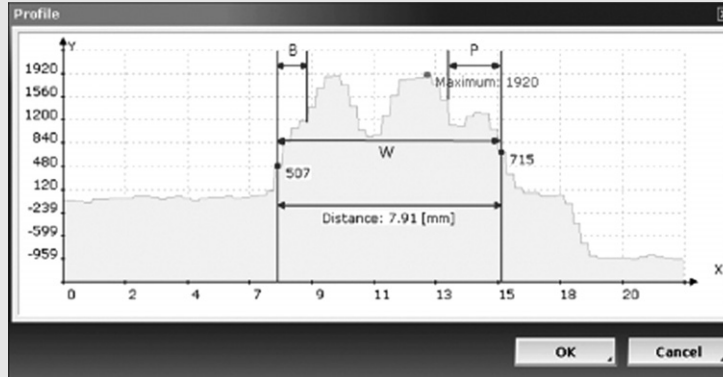 Profile
Y
B
P
1920
Maximum: 1920
1560
1200
840
W
480
507
715
120
-239
Distance: 7.91 [mm]
-599
-959
X
0 2 4 7 9 11 13 15 18 20
OK
Cancel